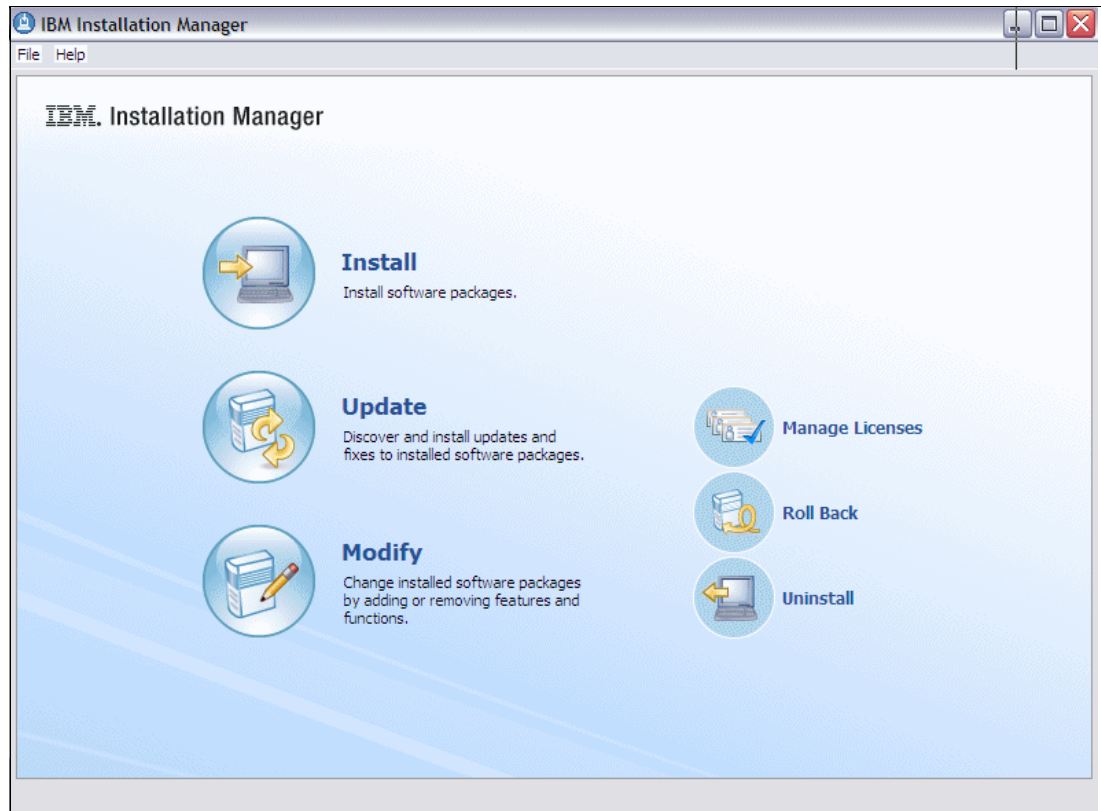 IBM Installation Manager
File Help
IBM. Installation Manager
Install
Install software packages.
Update
Discover and install updates and
fixes to installed software packages.
Modify
Change installed software packages
by adding or removing features and
functions.
Manage Licenses
Roll Back
Uninstall